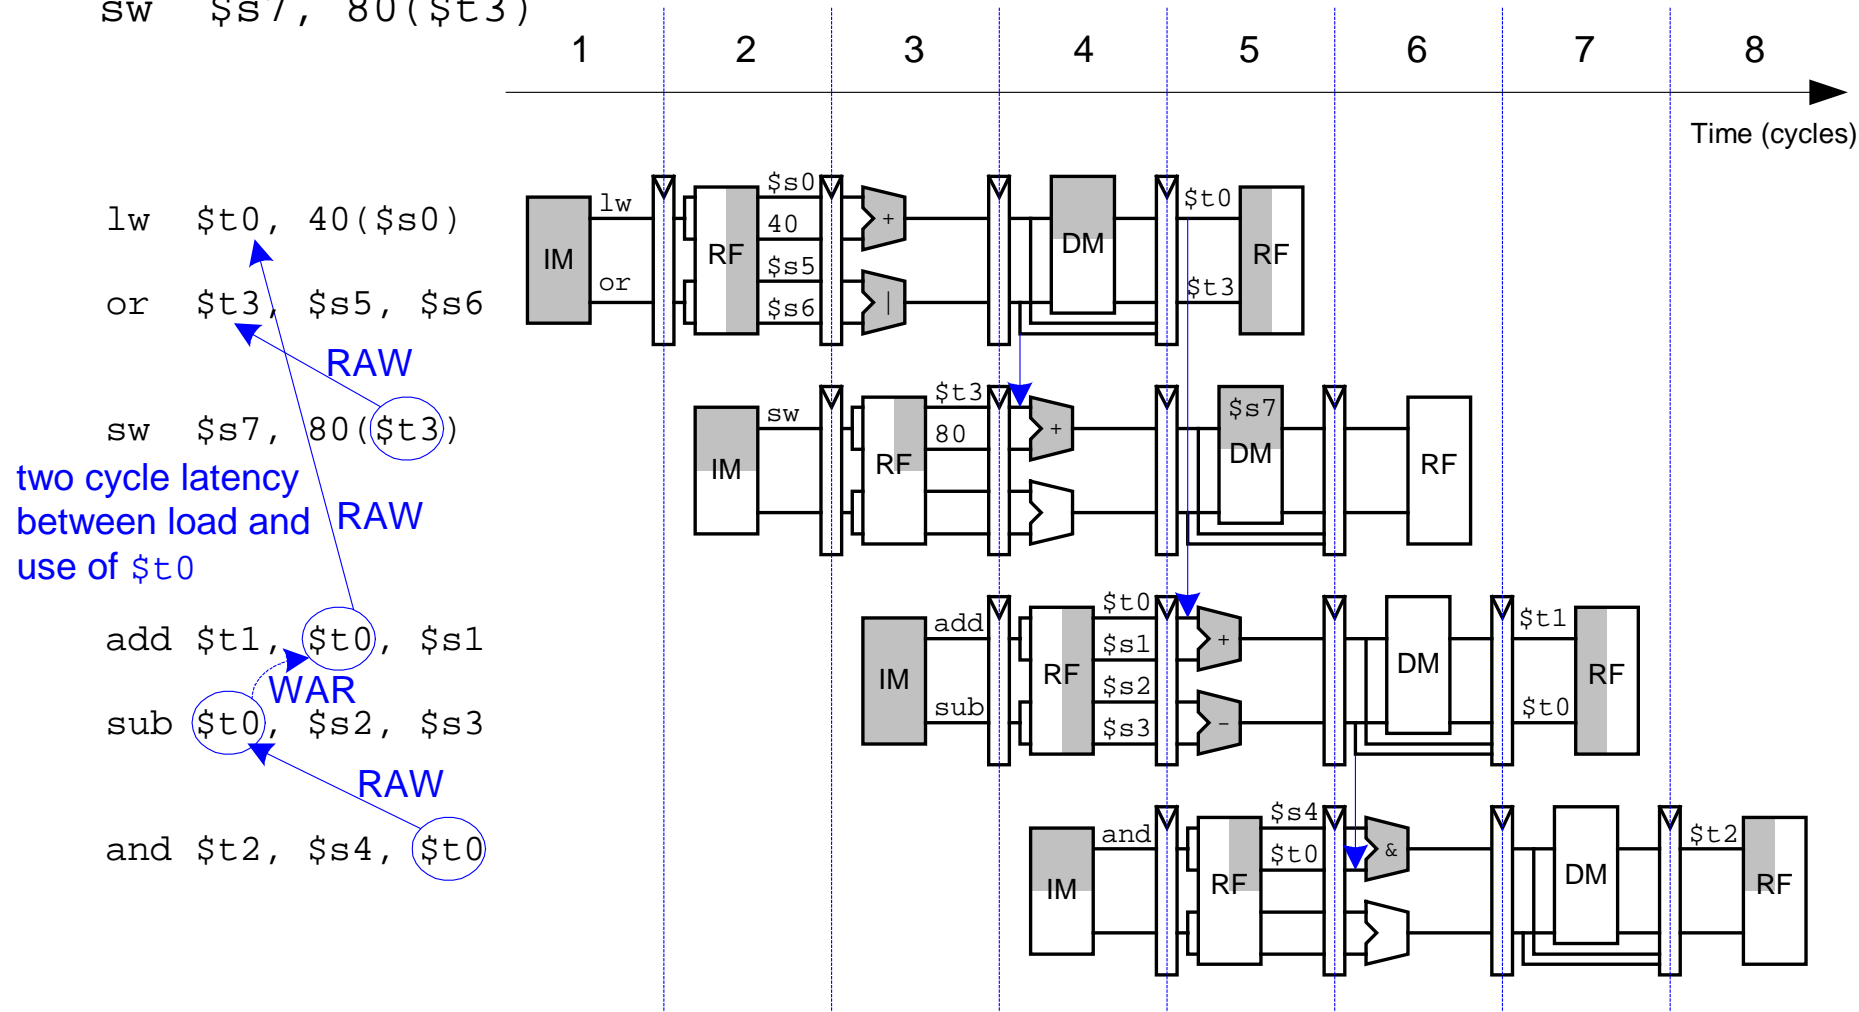 sw $s7, 80($t3)
1 2 3 4 5 6 7 8
Time (cycles)
lw $t0, 40($s0)
or $t3, $s5, $s6
RAW
sw $s7, 80($t3)
two cycle latency
between load and
use of $t0
RAW
add $t1, $t0, $s1
WAR
sub $t0, $s2, $s3
RAW
and $t2, $s4, $t0
IM
lw
or
RF
$s0
40
$s5
$s6
+
|
DM
$t0
$t3
RF
IM
sw
RF
$t3
80
+
$s7
DM
RF
IM
add
sub
RF
$t0
$s1
$s2
$s3
+
-
DM
$t1
$t0
RF
IM
and
RF
$s4
$t0
&
DM
$t2
RF